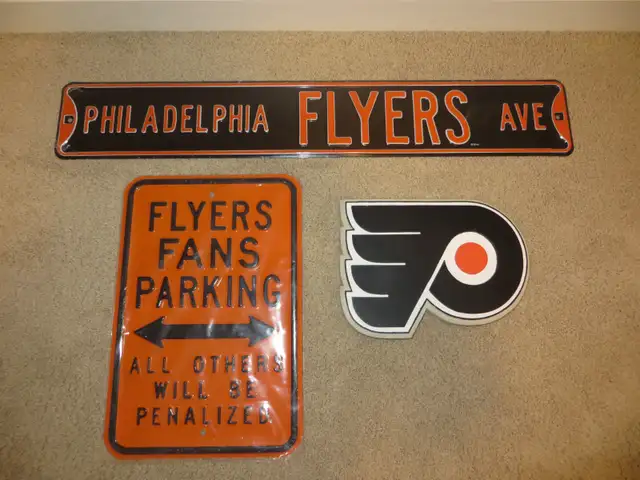 PHILADELPHIA FLYERS AVE
FLYERS
FANS
PARKING
ALL OTHERS
WILL BE
PENALIZED